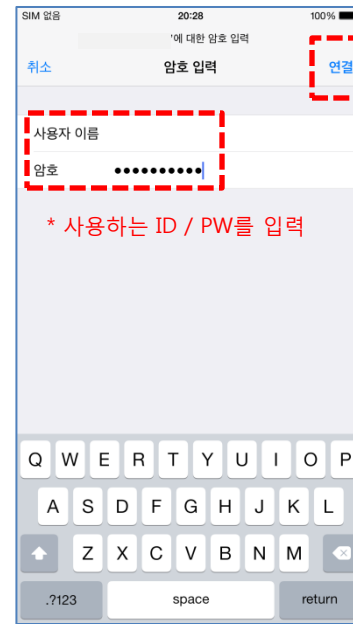 SIM 없음 20:28 100%
'에 대한 암호 입력
취소 암호 입력 연결
사용자 이름
암호 ●●●●●●●●●●
* 사용하는 ID / PW를 입력
Q W E R T Y U I O P
A S D F G H J K L
Z X C V B N M
.?123 space return